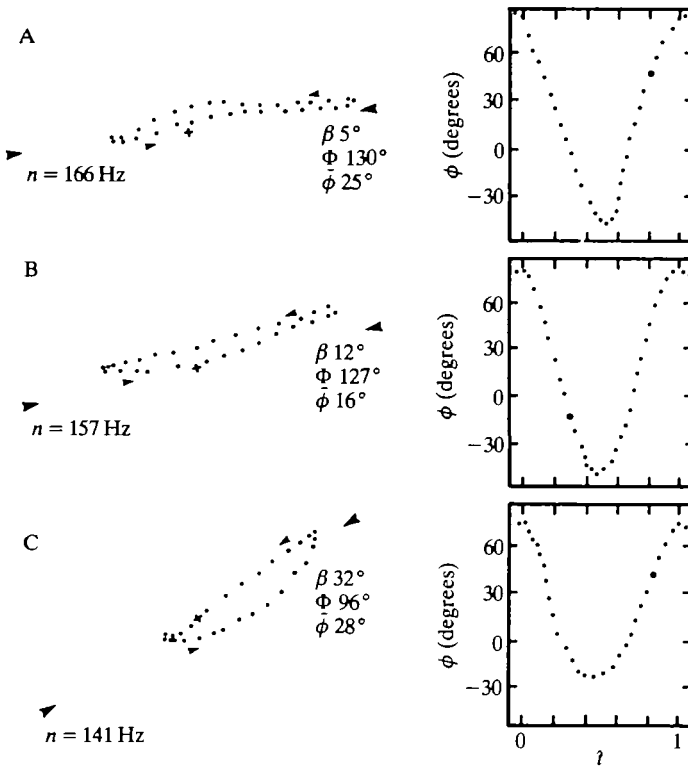 A
β 5°
Φ 130°
ϕ̄ 25°
n = 166 Hz
60
30
0
−30
ϕ (degrees)
B
β 12°
Φ 127°
ϕ̄ 16°
n = 157 Hz
60
30
0
−30
ϕ (degrees)
C
β 32°
Φ 96°
ϕ̄ 28°
n = 141 Hz
60
30
0
−30
ϕ (degrees)
0
1
t̂